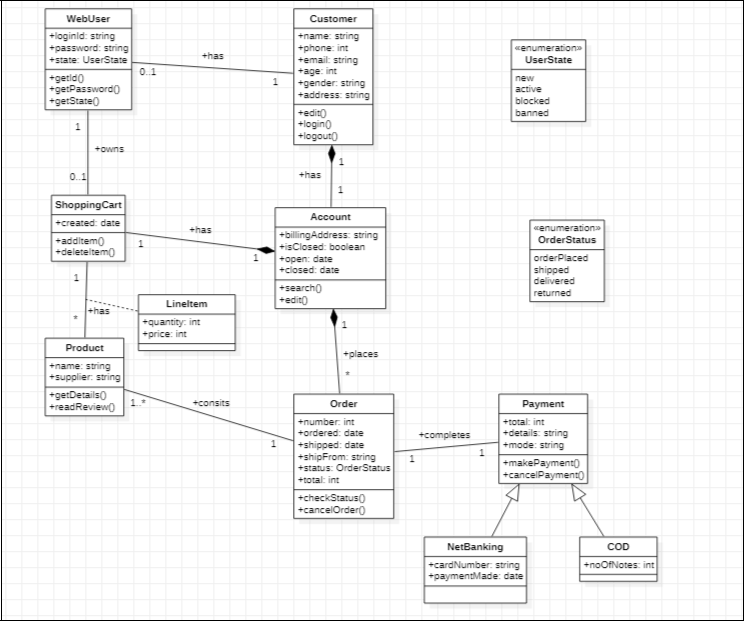 WebUser
+loginId: string
+password: string
+state: UserState
+getId()
+getPassword()
+getState()
+has
0..1
1
Customer
+name: string
+phone: int
+email: string
+age: int
+gender: string
+address: string
+edit()
+login()
+logout()
«enumeration»
UserState
new
active
blocked
banned
1
+owns
0..1
1
+has
1
ShoppingCart
+created: date
+addItem()
+deleteItem()
1
+has
1
Account
+billingAddress: string
+isClosed: boolean
+open: date
+closed: date
+search()
+edit()
«enumeration»
OrderStatus
orderPlaced
shipped
delivered
returned
1
+has
*
LineItem
+quantity: int
+price: int
1
+places
*
Product
+name: string
+supplier: string
+getDetails()
+readReview()
1..*
+consits
1
Order
+number: int
+ordered: date
+shipped: date
+shipFrom: string
+status: OrderStatus
+total: int
+checkStatus()
+cancelOrder()
+completes
1
1
Payment
+total: int
+details: string
+mode: string
+makePayment()
+cancelPayment()
NetBanking
+cardNumber: string
+paymentMade: date
COD
+noOfNotes: int